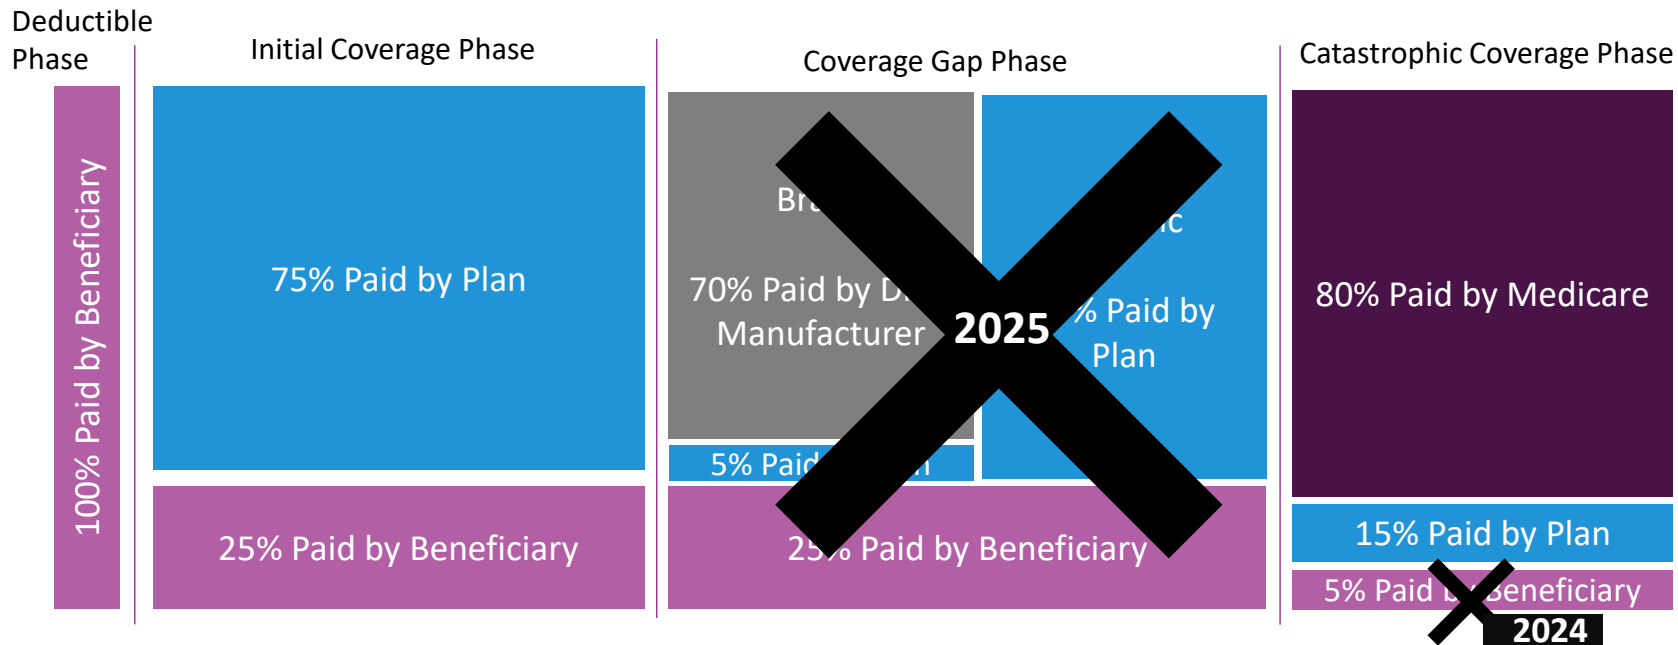 Deductible
Phase
100% Paid by Beneficiary
Initial Coverage Phase
75% Paid by Plan
25% Paid by Beneficiary
Coverage Gap Phase
70% Paid by
Manufacturer
5% Paid
% Paid by
Plan
2025
25% Paid by Beneficiary
Catastrophic Coverage Phase
80% Paid by Medicare
15% Paid by Plan
5% Paid by Beneficiary
2024